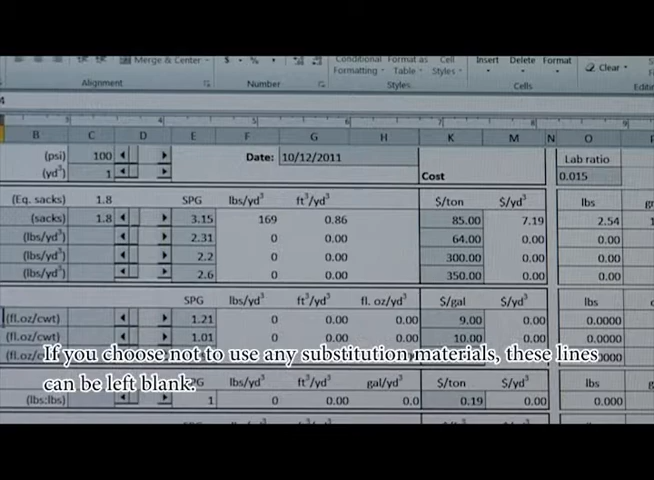 Merge & Center
$ %
Conditional Format as Cell
Formatting Table Styles
Insert Delete Format
Clear
Alignment Number Styles Cells Editin
B C D E F G H K M N O
(psi) 100 Date: 10/12/2011 Lab ratio
(yd³) 1 Cost 0.015
(Eq. sacks) 1.8 SPG lbs/yd³ ft³/yd³ $/ton $/yd³ lbs
(sacks) 1.8 3.15 169 0.86 85.00 7.19 2.54
(lbs/yd³) 2.31 0 0.00 64.00 0.00 0.00
(lbs/yd³) 2.2 0 0.00 300.00 0.00 0.00
(lbs/yd³) 2.6 0 0.00 350.00 0.00 0.00
SPG lbs/yd³ ft³/yd³ fl. oz/yd³ $/gal $/yd³ lbs
(fl.oz/cwt) 1.21 0 0.00 0.00 9.00 0.00 0.0000
(fl.oz/cwt) 1.01 0 0.00 0.00 10.00 0.00 0.0000
If you choose not to use any substitution materials, these lines
can be left blank.
SPG lbs/yd³ ft³/yd³ gal/yd³ $/ton $/yd³ lbs
(lbs:lbs) 1 0 0.00 0.0 0.19 0.00 0.000